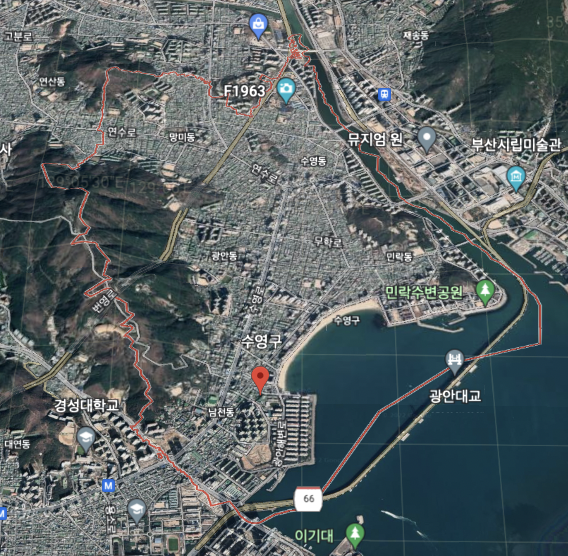 고분로
재송동
연산동
F1963
연수로
망미동
뮤지엄 원
부산시립미술관
사
수영동
연수로
무학로
광안동
민락동
번영로
민락수변공원
수영구
수영구
경성대학교
남천동
광안대교
대연동
66
이기대